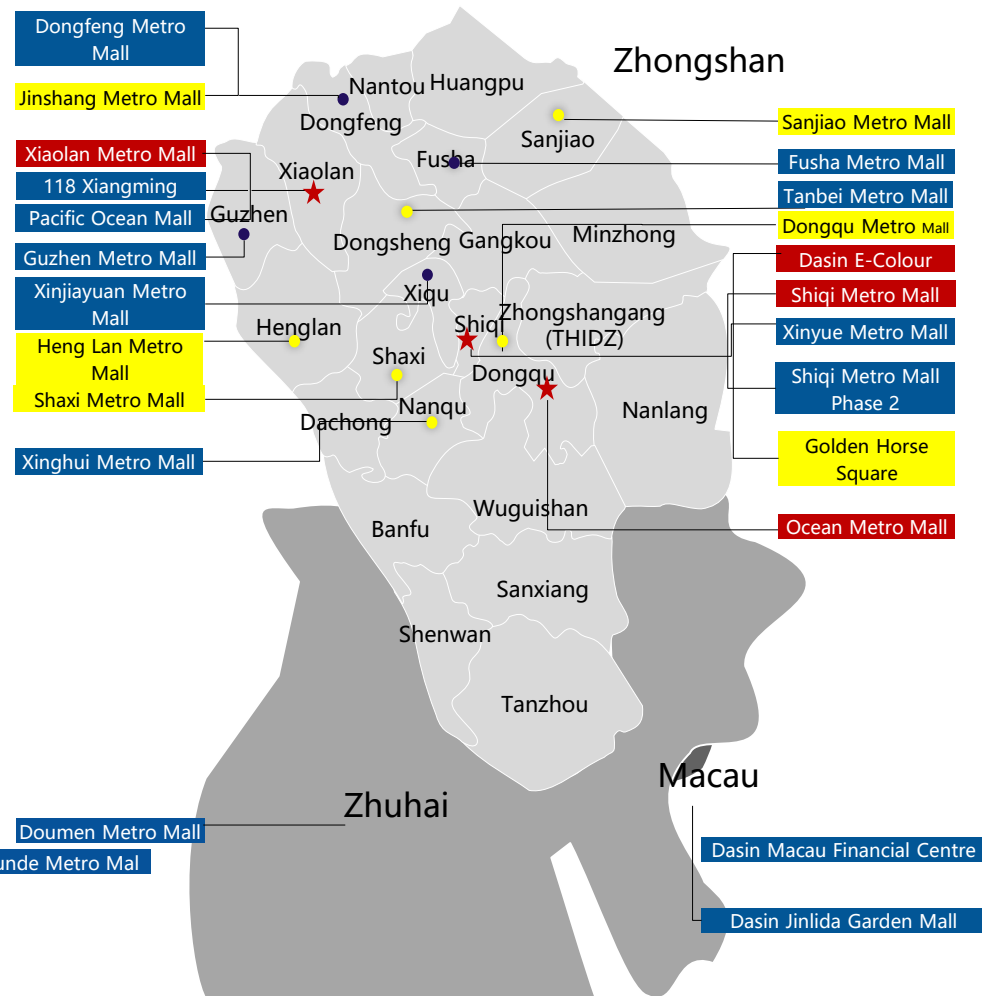 Dongfeng Metro
Mall
Jinshang Metro Mall
Xiaolan Metro Mall
118 Xiangming
Pacific Ocean Mall
Guzhen Metro Mall
Xinjiayuan Metro
Mall
Heng Lan Metro
Mall
Shaxi Metro Mall
Xinghui Metro Mall
Doumen Metro Mall
unde Metro Mal
Zhongshan
Nantou
Huangpu
Dongfeng
Sanjiao
Fusha
Xiaolan
Guzhen
Dongsheng
Gangkou
Minzhong
Xiqu
Henglan
Shiqi
Zhongshangang
(THIDZ)
Shaxi
Dongqu
Nanqu
Dachong
Nanlang
Wuguishan
Banfu
Sanxiang
Shenwan
Tanzhou
Zhuhai
Macau
Sanjiao Metro Mall
Fusha Metro Mall
Tanbei Metro Mall
Dongqu Metro Mall
Dasin E-Colour
Shiqi Metro Mall
Xinyue Metro Mall
Shiqi Metro Mall
Phase 2
Golden Horse
Square
Ocean Metro Mall
Dasin Macau Financial Centre
Dasin Jinlida Garden Mall